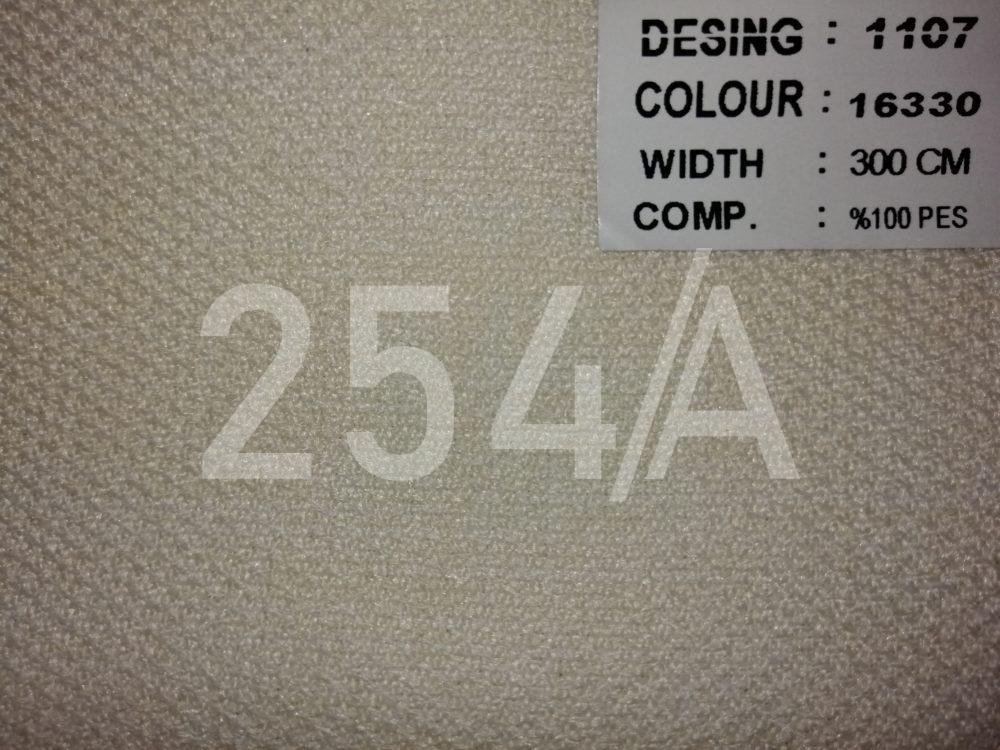 DESING : 1107
COLOUR : 16330
WIDTH : 300 CM
COMP. : %100 PES
254/A